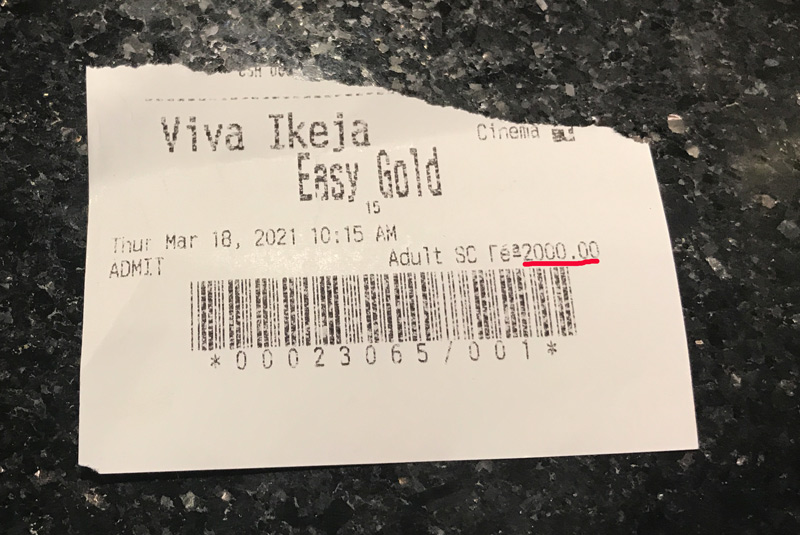 Viva Ikeja
Cinema
Easy Gold
15
Thur Mar 18, 2021 10:15 AM
ADMIT
Adult SC Γéª2000.00
*00023065/001*